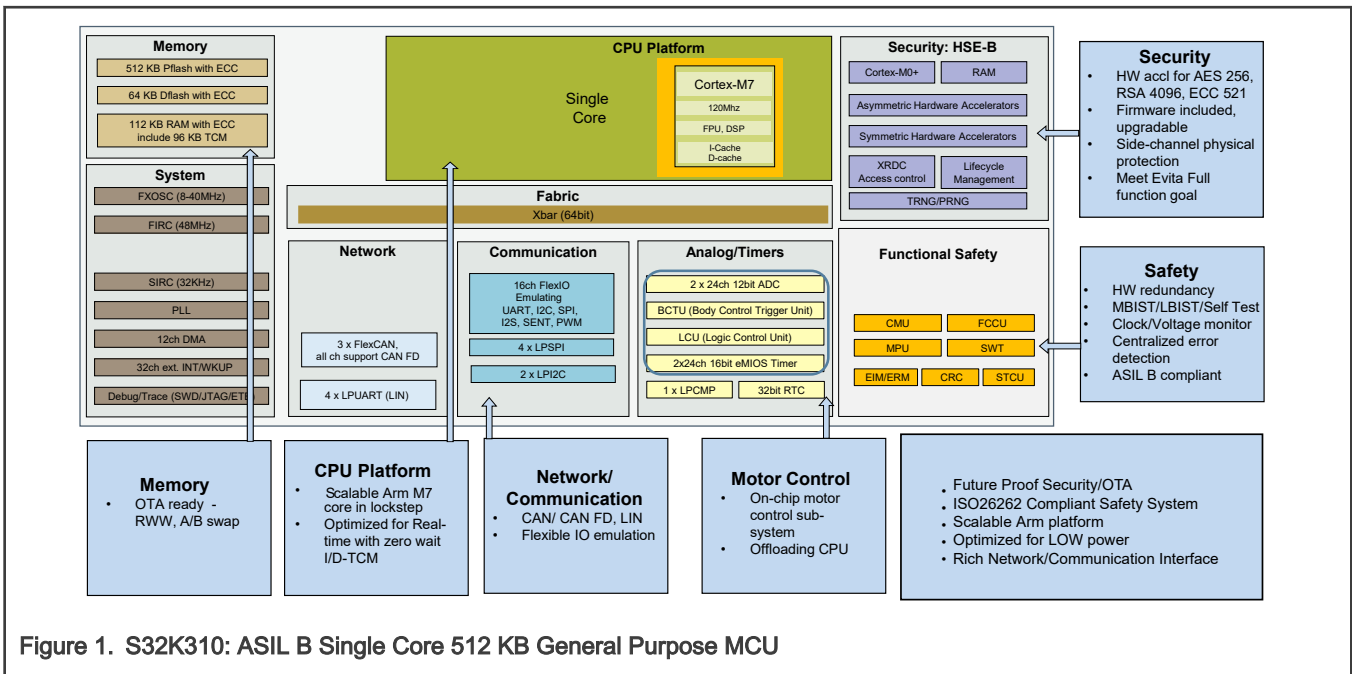 Memory
512 KB Pflash with ECC
64 KB Dflash with ECC
112 KB RAM with ECC
include 96 KB TCM
System
FXOSC (8-40MHz)
FIRC (48MHz)
SIRC (32KHz)
PLL
12ch DMA
32ch ext. INT/WKUP
Debug/Trace (SWD/JTAG/ETB)
CPU Platform
Single
Core
Cortex-M7
120Mhz
FPU, DSP
I-Cache
D-cache
Fabric
Xbar (64bit)
Network
3 x FlexCAN,
all ch support CAN FD
4 x LPUART (LIN)
Communication
16ch FlexIO
Emulating
UART, I2C, SPI,
I2S, SENT, PWM
4 x LPSPI
2 x LPI2C
Analog/Timers
2 x 24ch 12bit ADC
BCTU (Body Control Trigger Unit)
LCU (Logic Control Unit)
2x24ch 16bit eMIOS Timer
1 x LPCMP
32bit RTC
Security: HSE-B
Cortex-M0+
RAM
Asymmetric Hardware Accelerators
Symmetric Hardware Accelerators
XRDC
Access control
Lifecycle
Management
TRNG/PRNG
Functional Safety
CMU
FCCU
MPU
SWT
EIM/ERM
CRC
STCU
Security
• HW accl for AES 256,
RSA 4096, ECC 521
• Firmware included,
upgradable
• Side-channel physical
protection
• Meet Evita Full
function goal
Safety
• HW redundancy
• MBIST/LBIST/Self Test
• Clock/Voltage monitor
• Centralized error
detection
• ASIL B compliant
Memory
• OTA ready -
RWW, A/B swap
CPU Platform
• Scalable Arm M7
core in lockstep
• Optimized for Real-
time with zero wait
I/D-TCM
Network/
Communication
• CAN/ CAN FD, LIN
• Flexible IO emulation
Motor Control
• On-chip motor
control sub-
system
• Offloading CPU
• Future Proof Security/OTA
• ISO26262 Compliant Safety System
• Scalable Arm platform
• Optimized for LOW power
• Rich Network/Communication Interface
Figure 1. S32K310: ASIL B Single Core 512 KB General Purpose MCU